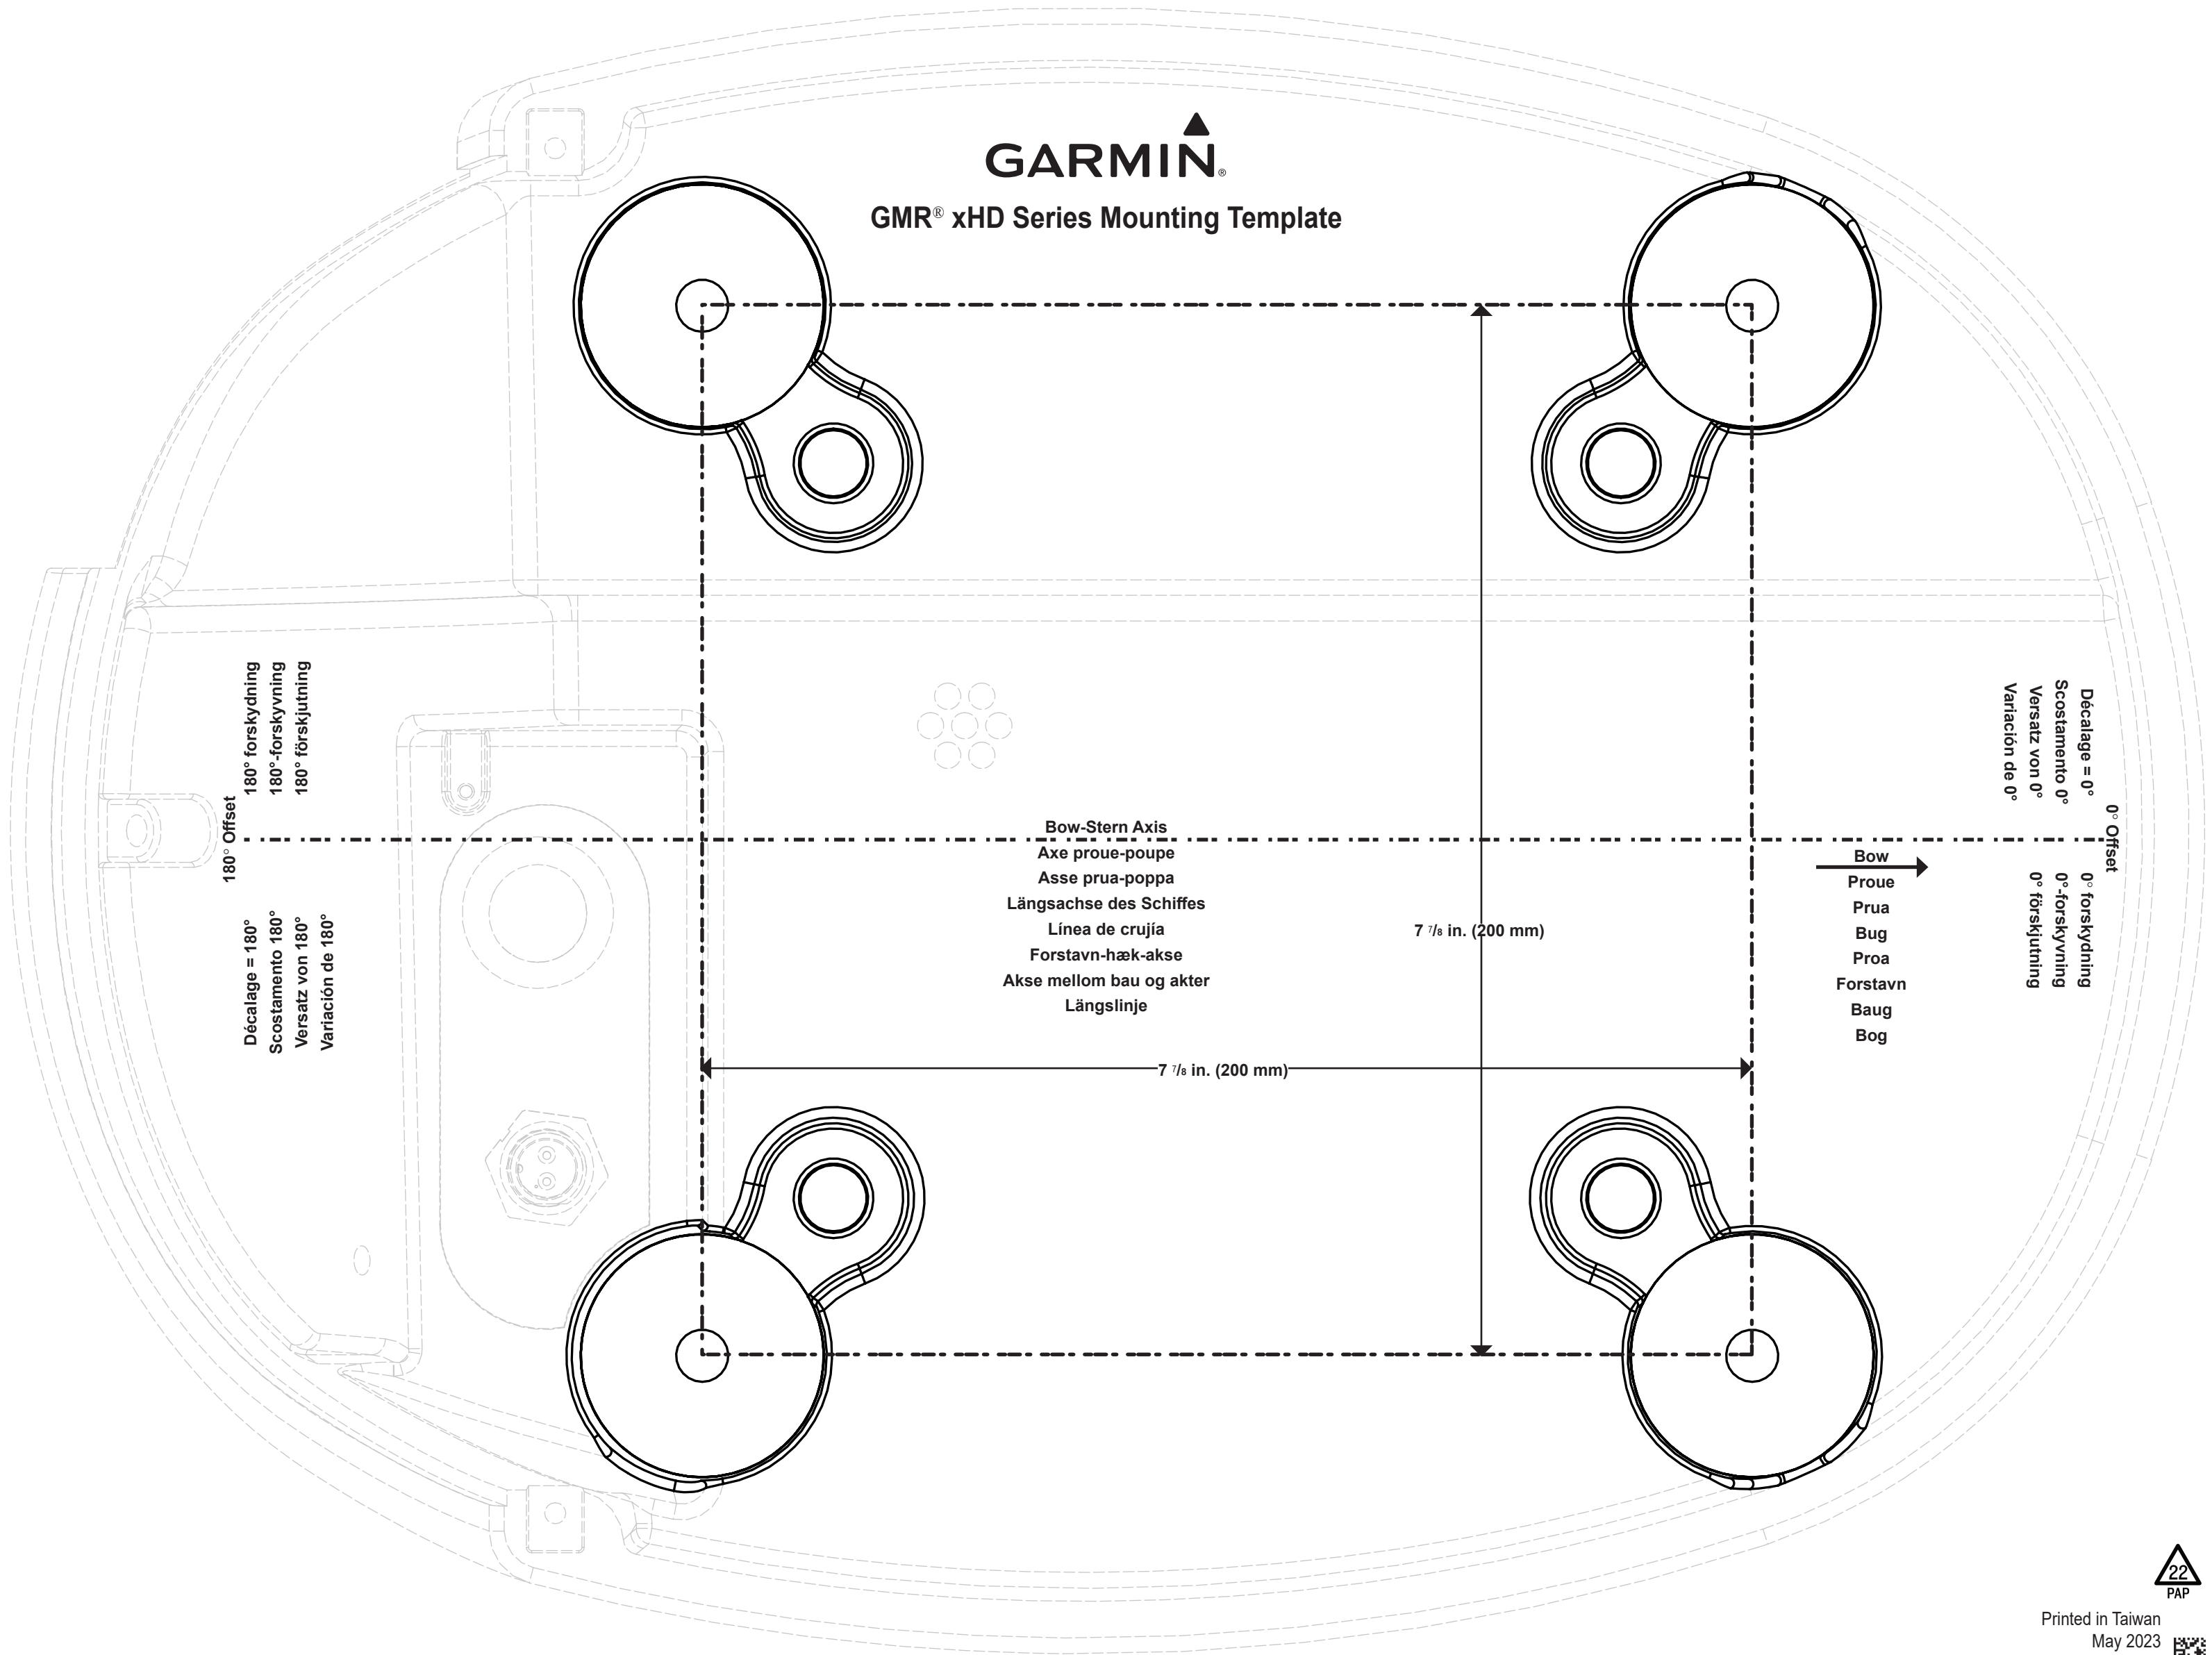 GARMIN®
GMR® xHD Series Mounting Template
180° forskydning
180°-forskyvning
180° förskjutning
180° Offset
Décalage = 180°
Scostamento 180°
Versatz von 180°
Variación de 180°
Bow-Stern Axis
Axe proue-poupe
Asse prua-poppa
Längsachse des Schiffes
Línea de crujía
Forstavn-hæk-akse
Akse mellom bau og akter
Längslinje
7 7/8 in. (200 mm)
7 7/8 in. (200 mm)
Bow
Proue
Prua
Bug
Proa
Forstavn
Baug
Bog
Décalage = 0°
Scostamento 0°
Versatz von 0°
Variación de 0°
0° Offset
0° forskydning
0°-forskyvning
0° förskjutning
22
PAP
Printed in Taiwan
May 2023